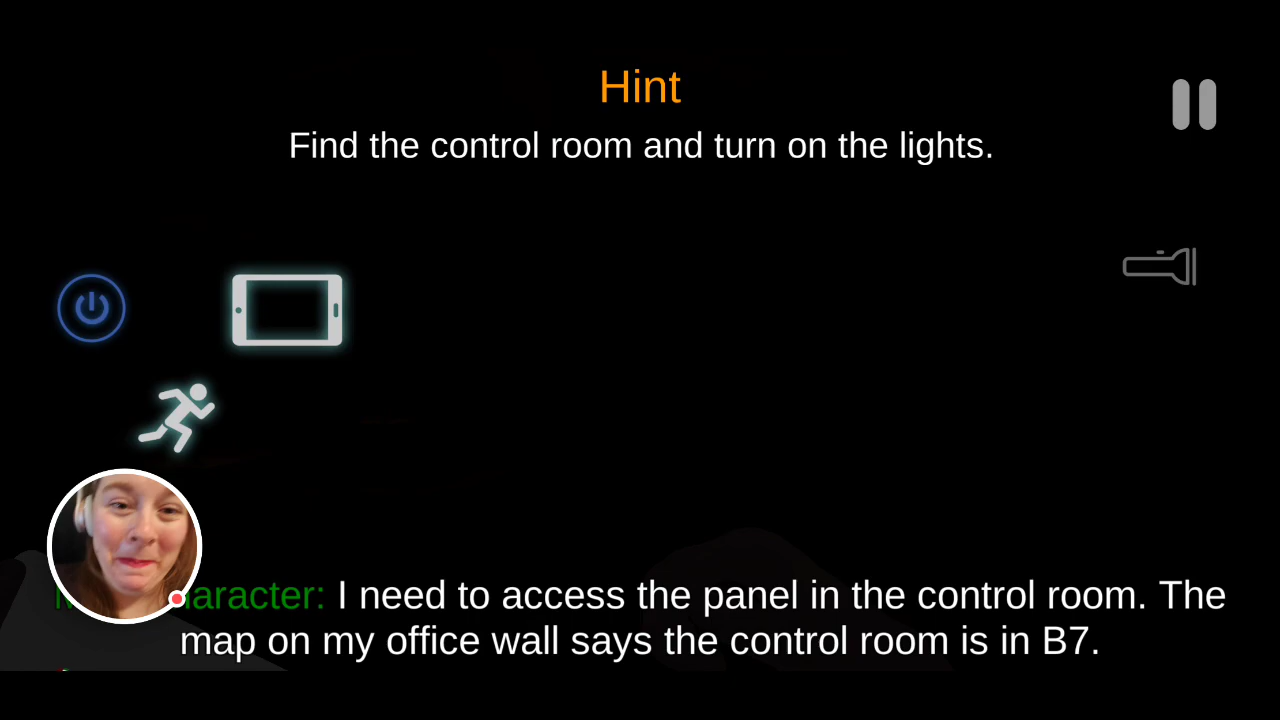 Hint
Find the control room and turn on the lights.
aracter: I need to access the panel in the control room. The
map on my office wall says the control room is in B7.